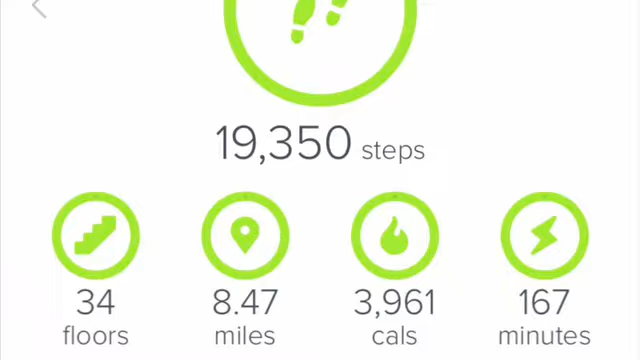 19,350 steps
34 8.47 3,961 167
floors miles cals minutes